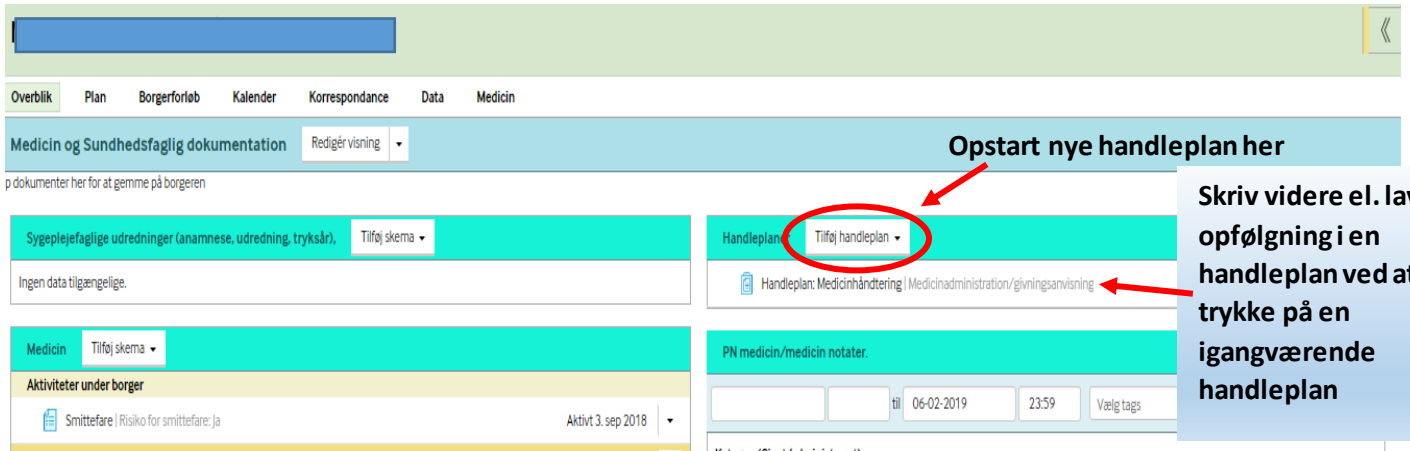 Overblik Plan Borgerforløb Kalender Korrespondance Data Medicin
Medicin og Sundhedsfaglig dokumentation Redigér visning
Opstart nye handleplan her
p dokumenter her for at gemme på borgeren
Skriv videre el. lav
opfølgning i en
handleplan ved at
trykke på en
igangværende
handleplan
Sygeplejefaglige udredninger (anamnese, udredning, tryksår), Tilføj skema
Ingen data tilgængelige.
Handleplaner Tilføj handleplan
Handleplan: Medicinhåndtering | Medicinadministration/givningsanvisning
Medicin Tilføj skema
Aktiviteter under borger
Smittefare | Risiko for smittefare: Ja Aktivt 3. sep 2018
PN medicin/medicin notater.
til 06-02-2019 23:59 Vælg tags